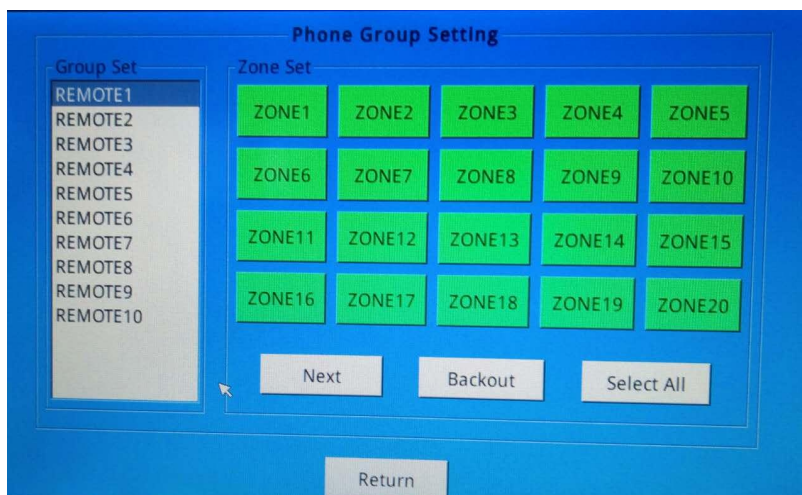 Phone Group Setting
Group Set
REMOTE1
REMOTE2
REMOTE3
REMOTE4
REMOTE5
REMOTE6
REMOTE7
REMOTE8
REMOTE9
REMOTE10
Zone Set
ZONE1 ZONE2 ZONE3 ZONE4 ZONE5
ZONE6 ZONE7 ZONE8 ZONE9 ZONE10
ZONE11 ZONE12 ZONE13 ZONE14 ZONE15
ZONE16 ZONE17 ZONE18 ZONE19 ZONE20
Next Backout Select All
Return